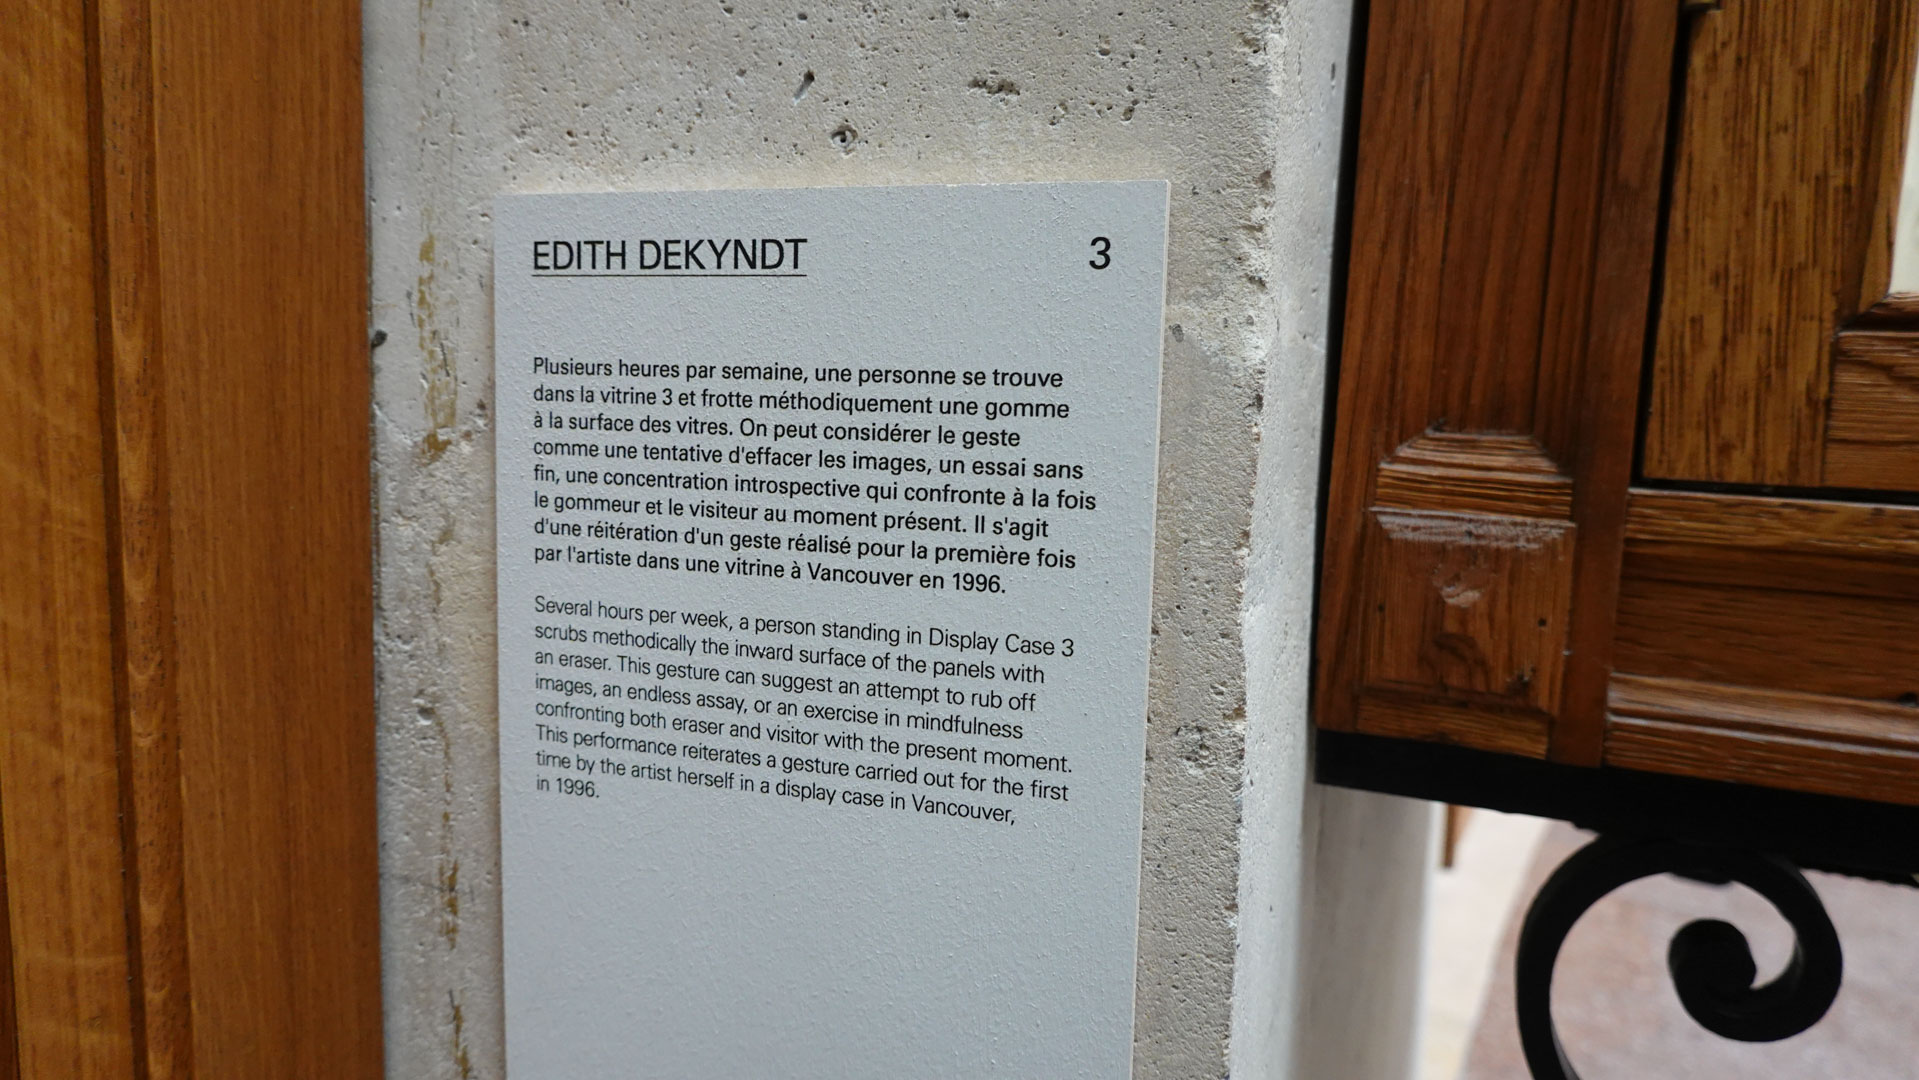 EDITH DEKYNDT 3
Plusieurs heures par semaine, une personne se trouve
dans la vitrine 3 et frotte méthodiquement une gomme
à la surface des vitres. On peut considérer le geste
comme une tentative d'effacer les images, un essai sans
fin, une concentration introspective qui confronte à la fois
le gommeur et le visiteur au moment présent. Il s'agit
d'une réitération d'un geste réalisé pour la première fois
par l'artiste dans une vitrine à Vancouver en 1996.
Several hours per week, a person standing in Display Case 3
scrubs methodically the inward surface of the panels with
an eraser. This gesture can suggest an attempt to rub off
images, an endless assay, or an exercise in mindfulness
confronting both eraser and visitor with the present moment.
This performance reiterates a gesture carried out for the first
time by the artist herself in a display case in Vancouver,
in 1996.